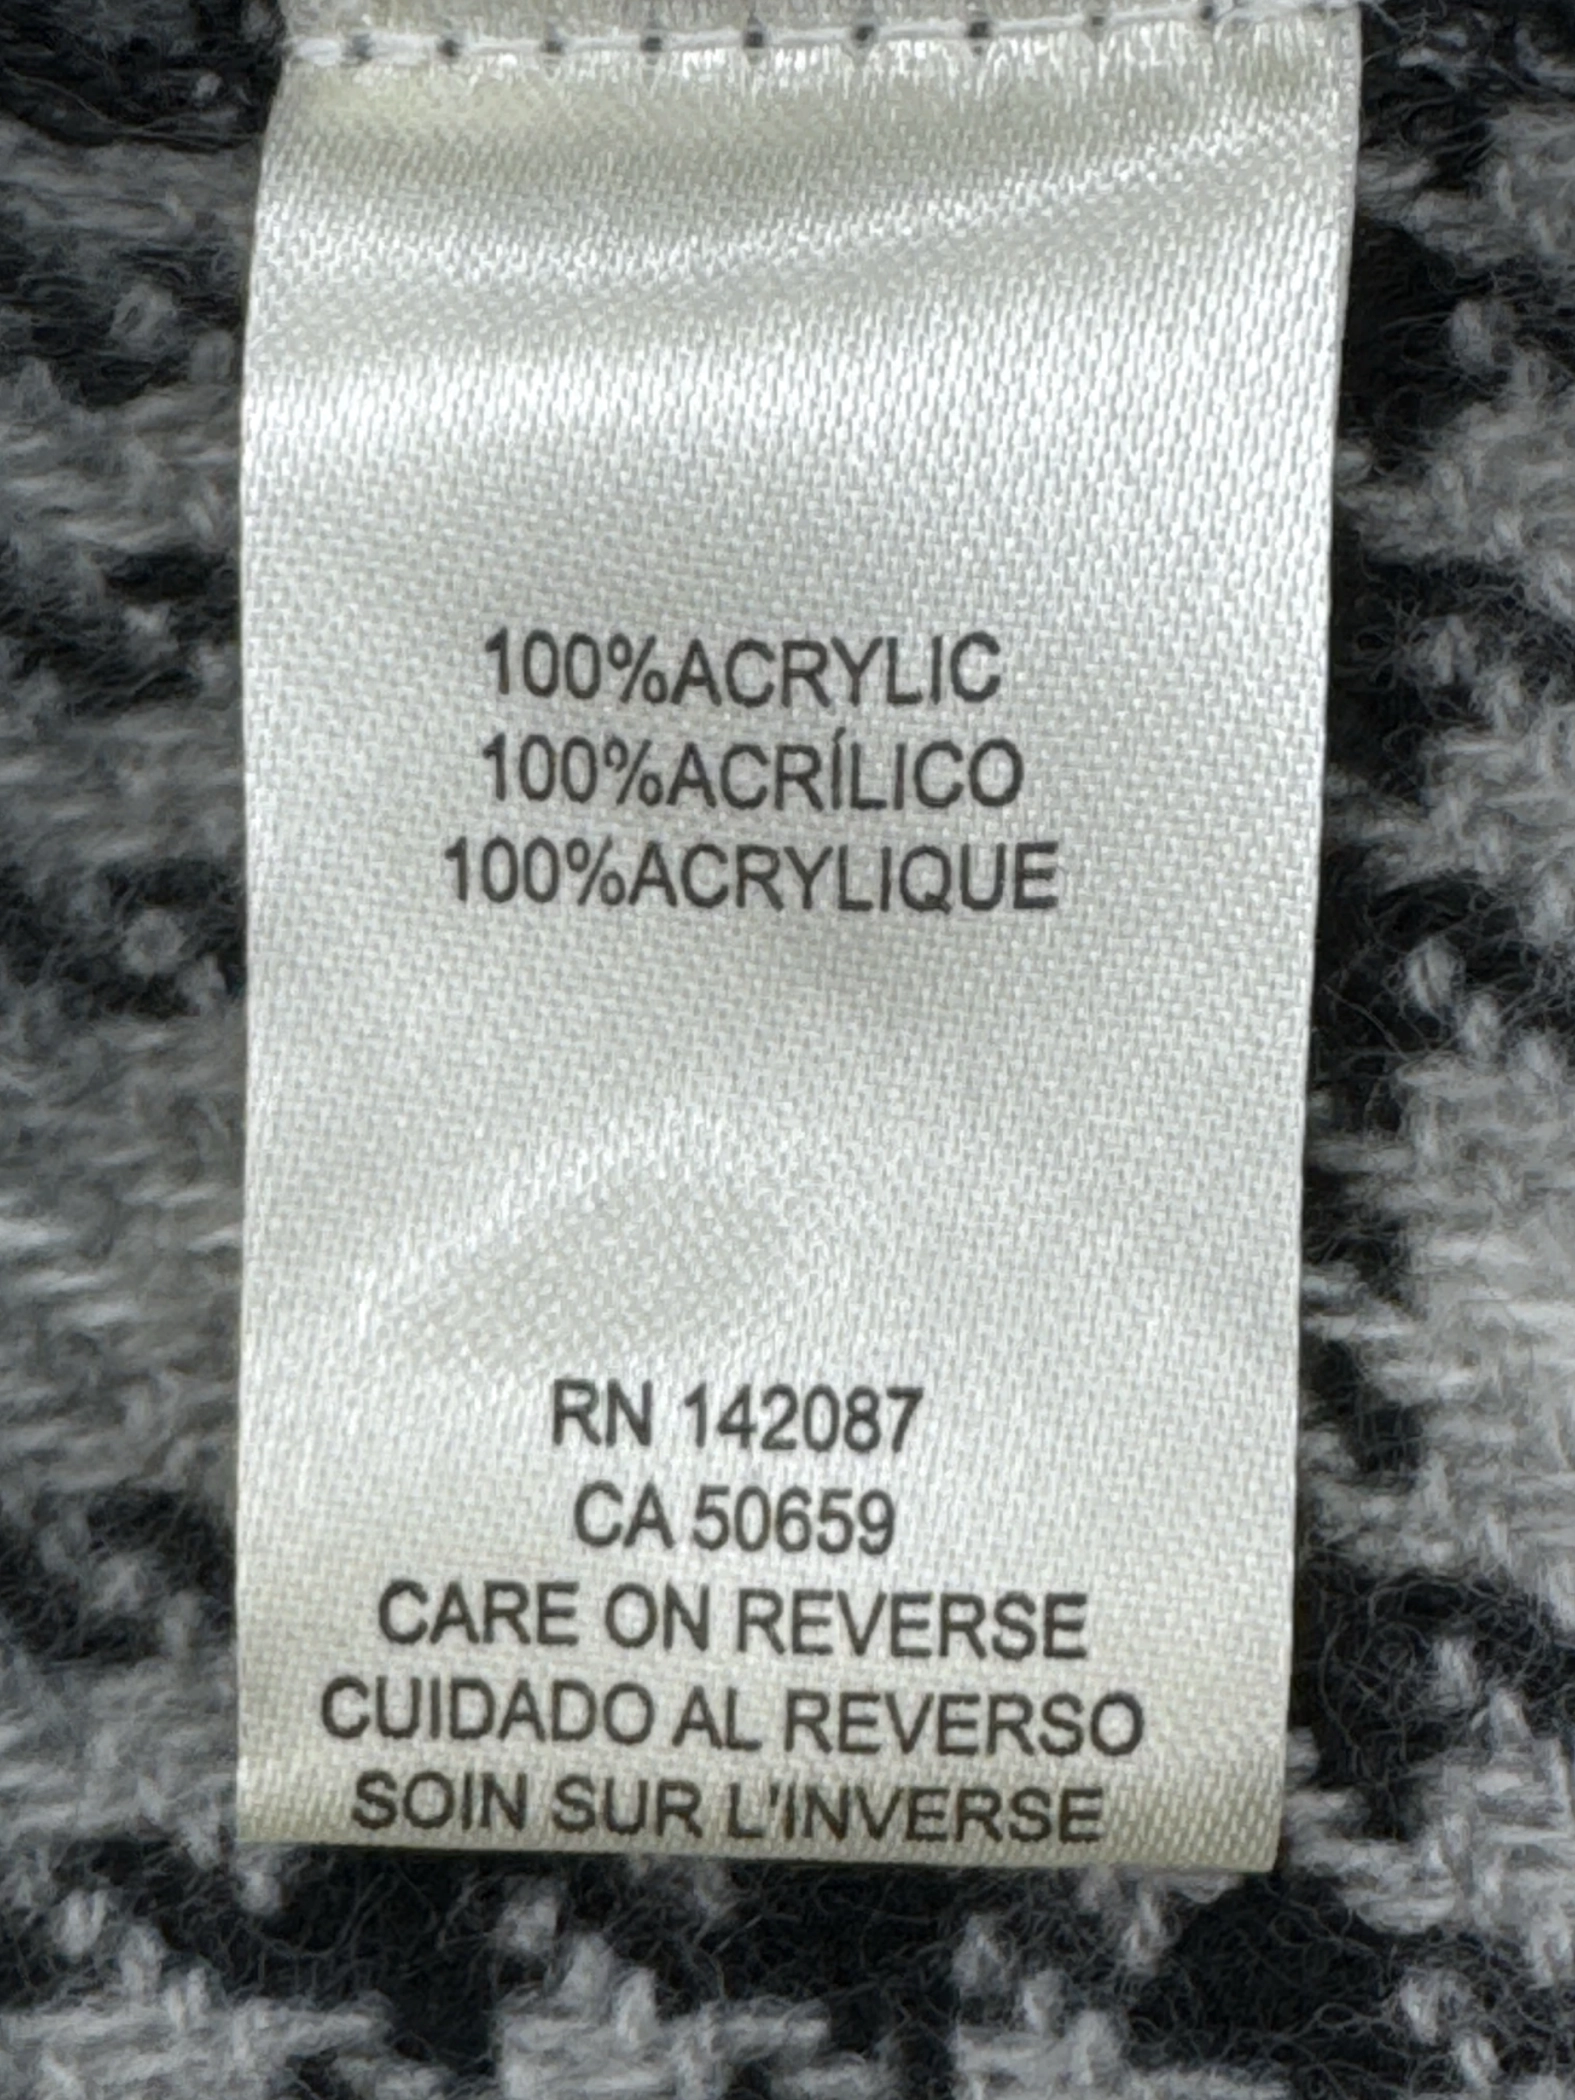 100%ACRYLIC
100%ACRÍLICO
100%ACRYLIQUE
RN 142087
CA 50659
CARE ON REVERSE
CUIDADO AL REVERSO
SOIN SUR L'INVERSE